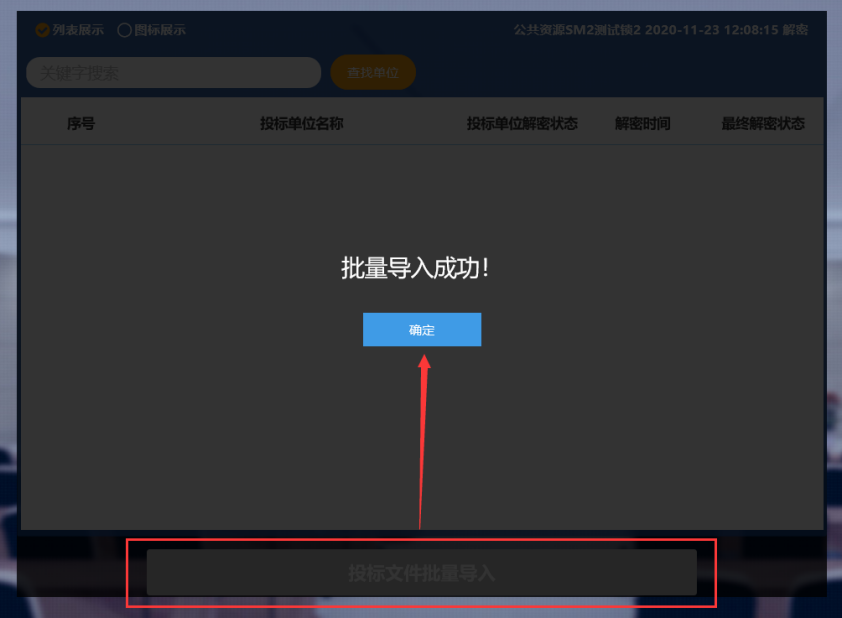 列表展示 图标展示 公共资源SM2测试锁2 2020-11-23 12:08:15 解密
关键字搜索 查找单位
序号 投标单位名称 投标单位解密状态 解密时间 最终解密状态
批量导入成功!
确定
投标文件批量导入